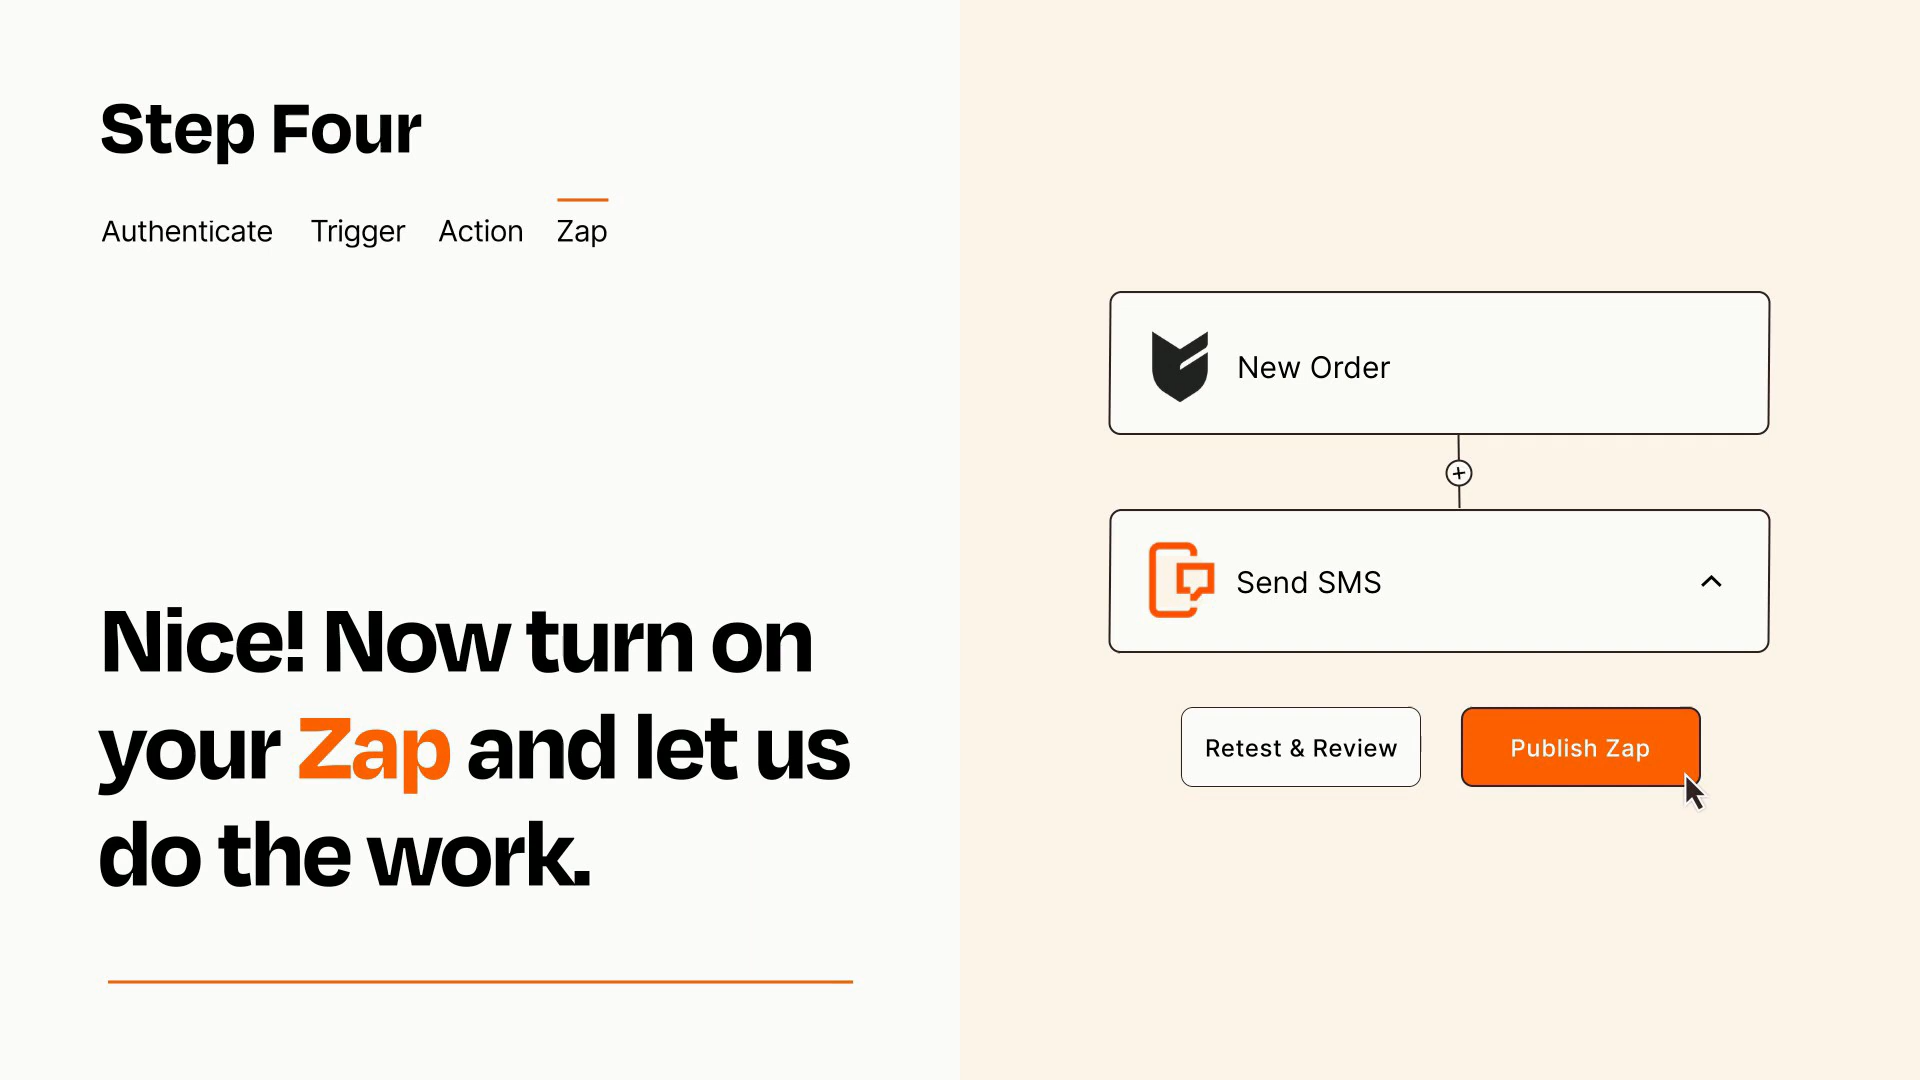 Step Four
Authenticate Trigger Action Zap
Nice! Now turn on
your Zap and let us
do the work.
New Order
Send SMS
Retest & Review
Publish Zap